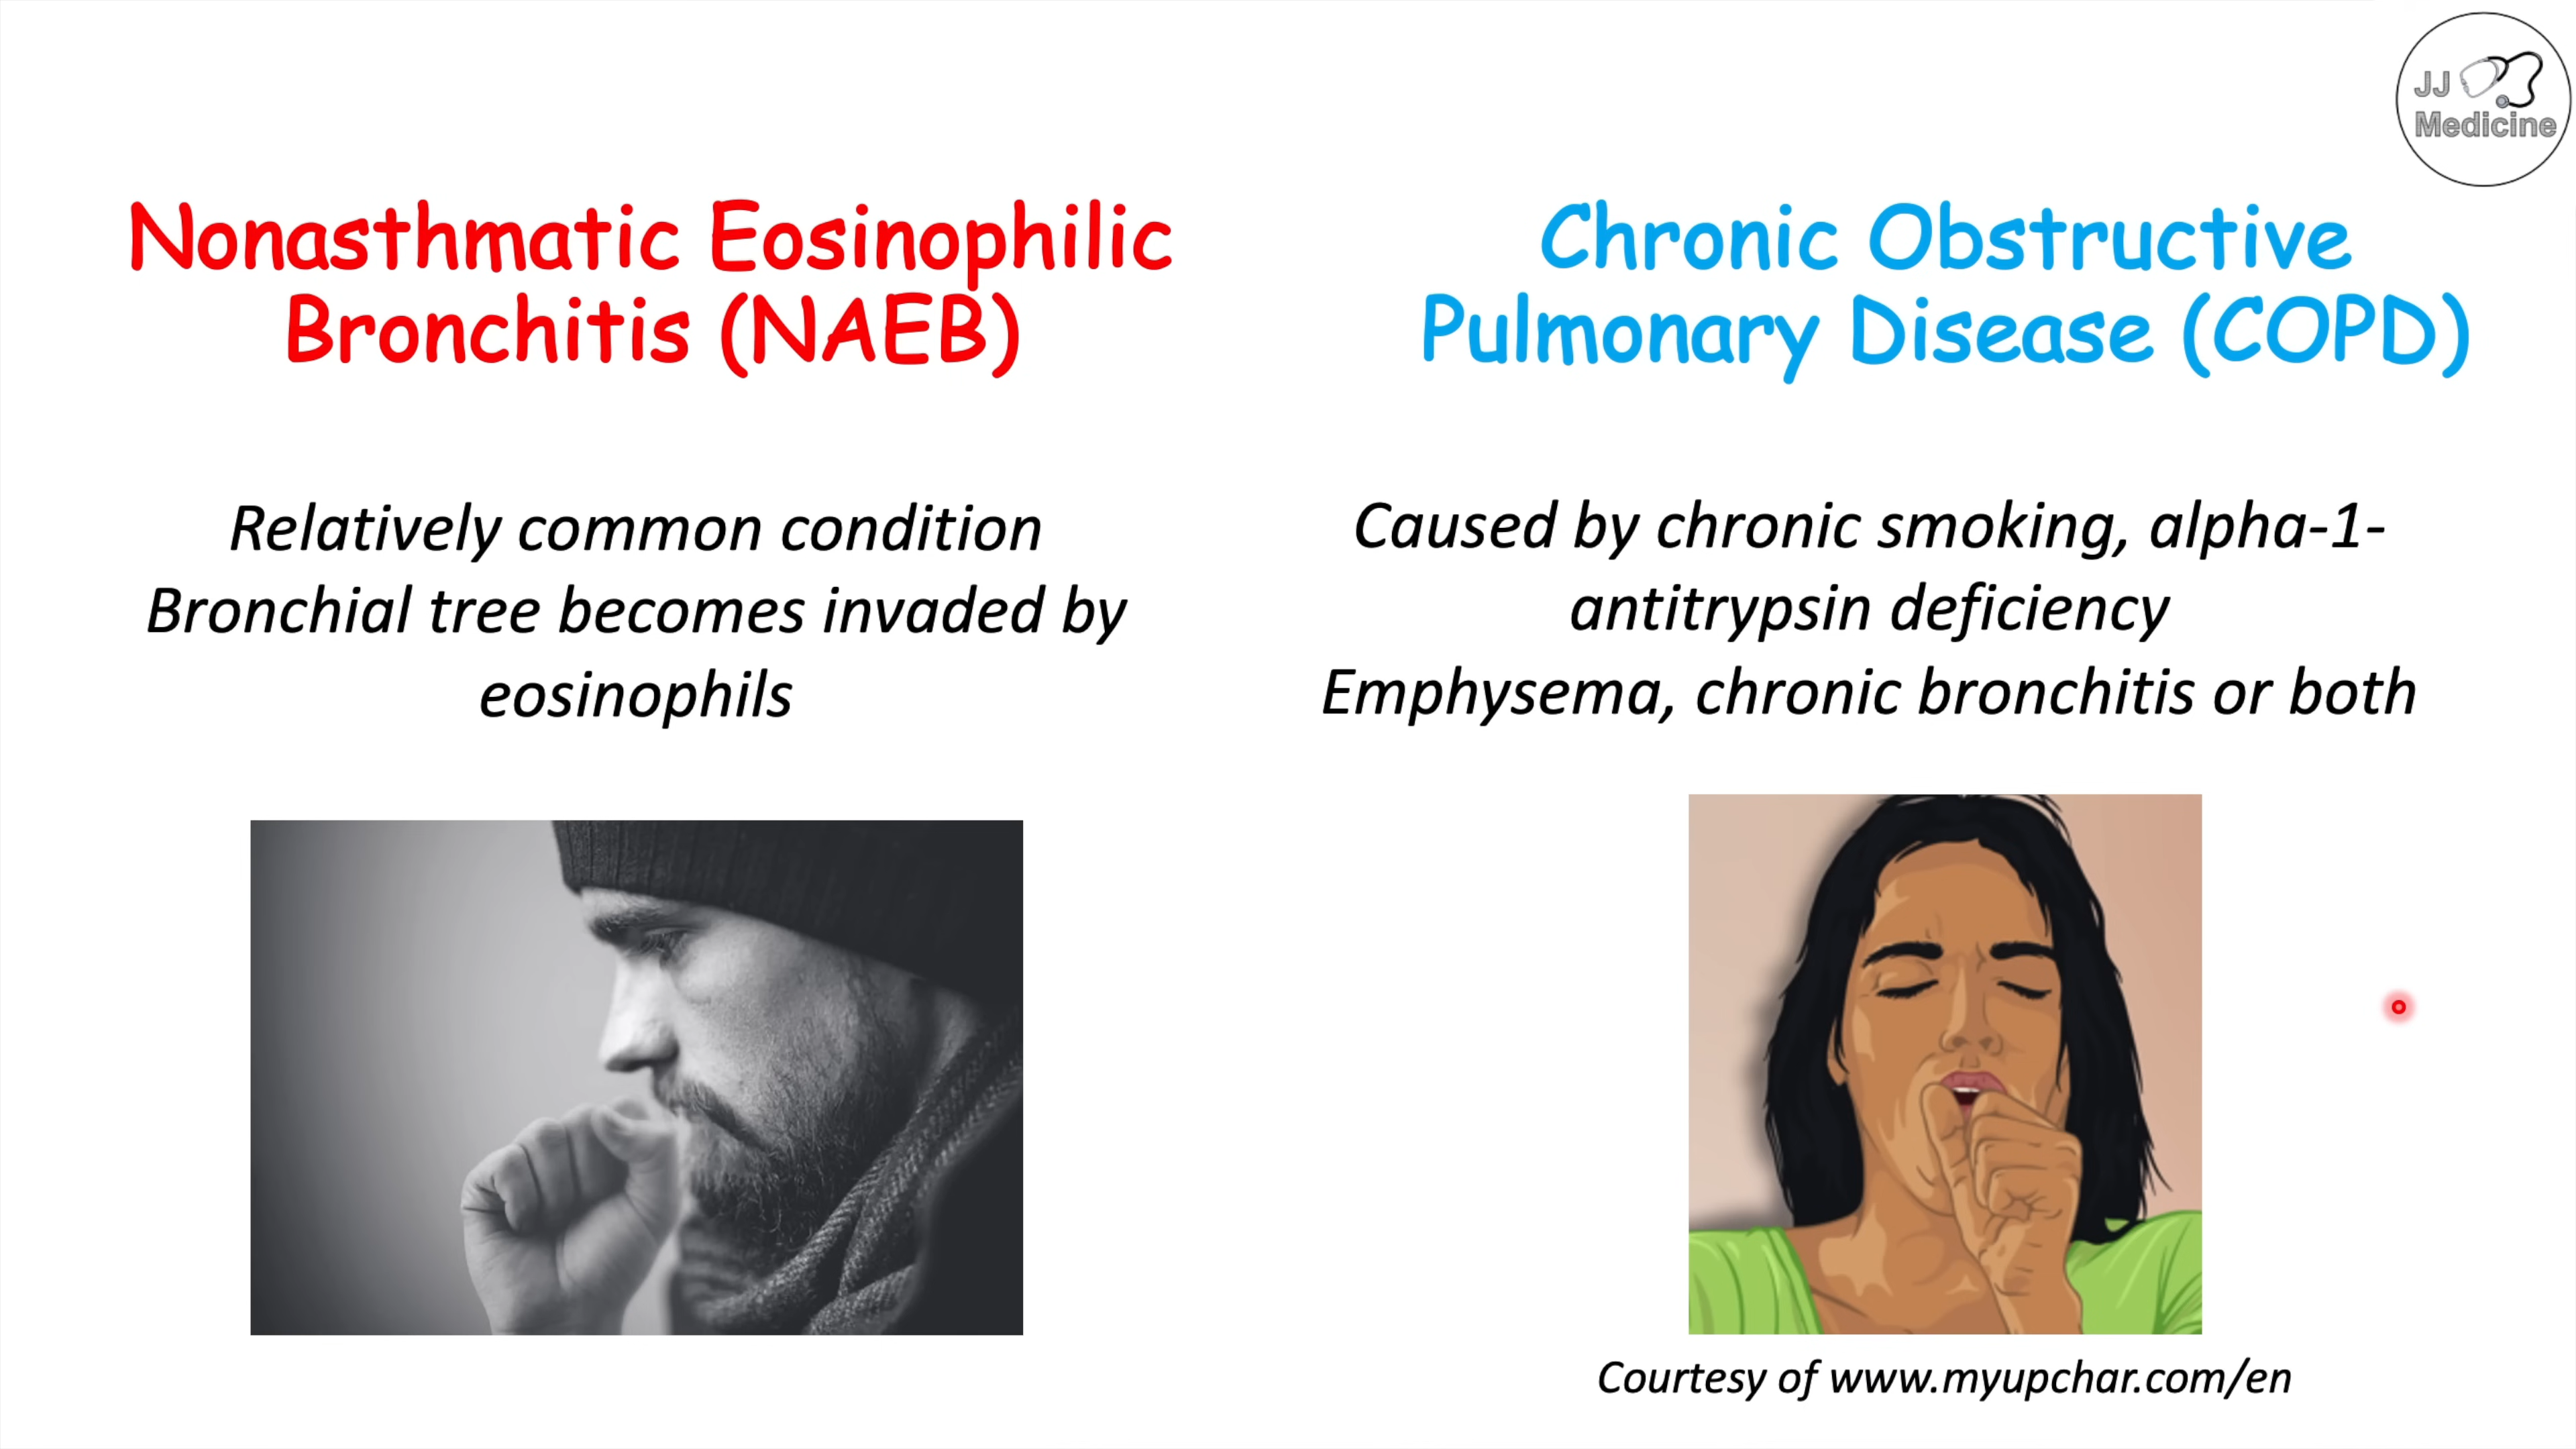 JJ
Medicine
Nonasthmatic Eosinophilic
Bronchitis (NAEB)
Relatively common condition
Bronchial tree becomes invaded by
eosinophils
Chronic Obstructive
Pulmonary Disease (COPD)
Caused by chronic smoking, alpha-1-
antitrypsin deficiency
Emphysema, chronic bronchitis or both
Courtesy of www.myupchar.com/en